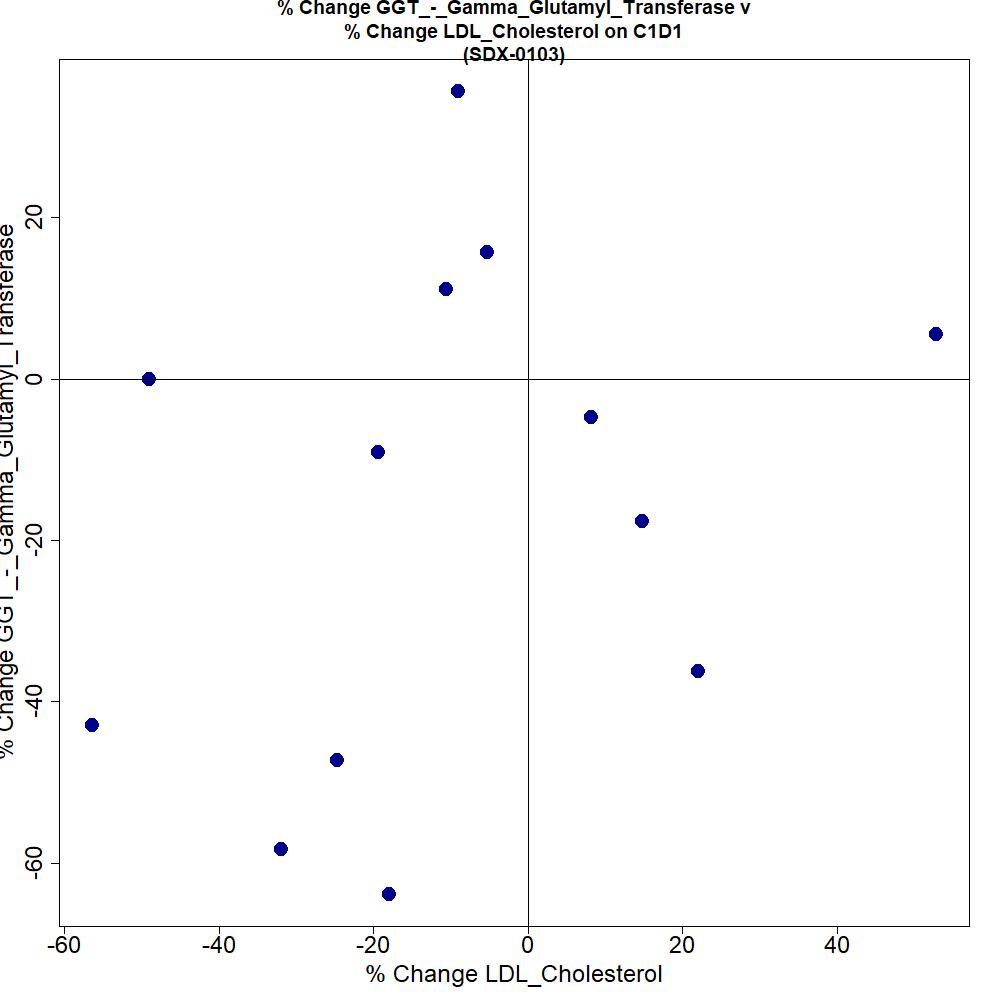 % Change GGT_-_Gamma_Glutamyl_Transferase v
% Change LDL_Cholesterol on C1D1
(SDX-0103)
% Change GGT_-_Gamma_Glutamyl_Transferase
20
0
-20
-40
-60
-60
-40
-20
0
20
40
% Change LDL_Cholesterol